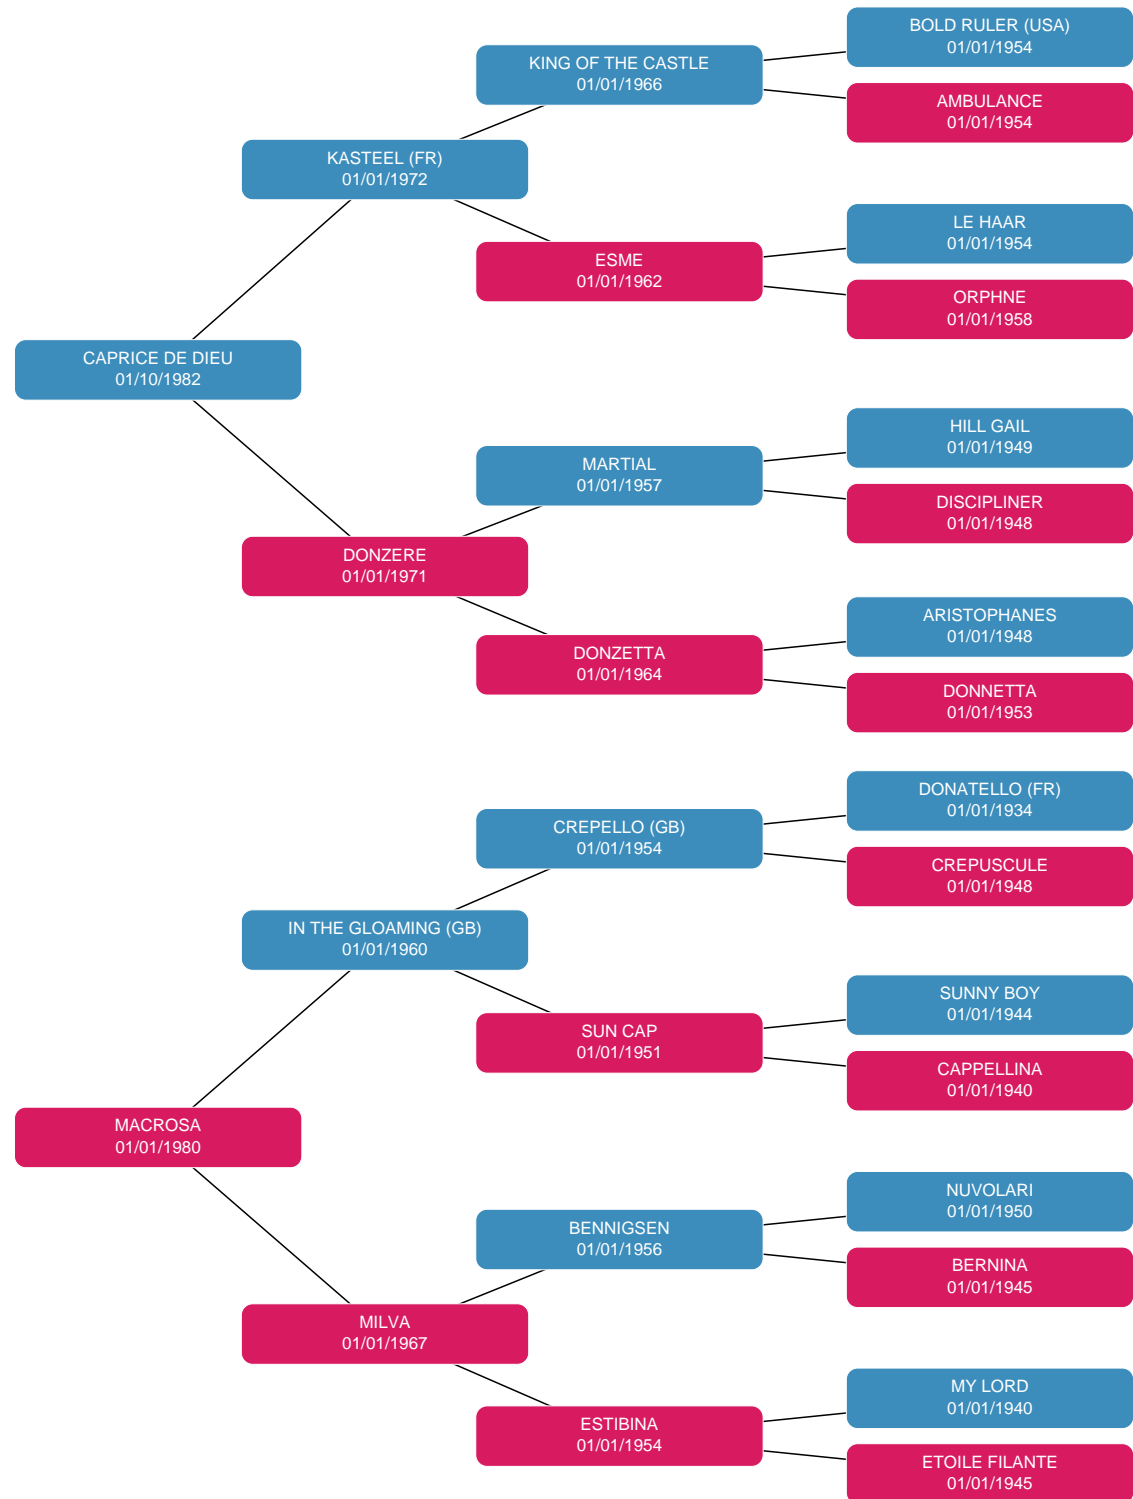 BOLD RULER (USA)
01/01/1954
KING OF THE CASTLE
01/01/1966
AMBULANCE
01/01/1954
KASTEEL (FR)
01/01/1972
LE HAAR
01/01/1954
ESME
01/01/1962
ORPHNE
01/01/1958
CAPRICE DE DIEU
01/10/1982
HILL GAIL
01/01/1949
MARTIAL
01/01/1957
DISCIPLINER
01/01/1948
DONZERE
01/01/1971
ARISTOPHANES
01/01/1948
DONZETTA
01/01/1964
DONNETTA
01/01/1953
DONATELLO (FR)
01/01/1934
CREPELLO (GB)
01/01/1954
CREPUSCULE
01/01/1948
IN THE GLOAMING (GB)
01/01/1960
SUNNY BOY
01/01/1944
SUN CAP
01/01/1951
CAPPELLINA
01/01/1940
MACROSA
01/01/1980
NUVOLARI
01/01/1950
BENNIGSEN
01/01/1956
BERNINA
01/01/1945
MILVA
01/01/1967
MY LORD
01/01/1940
ESTIBINA
01/01/1954
ETOILE FILANTE
01/01/1945